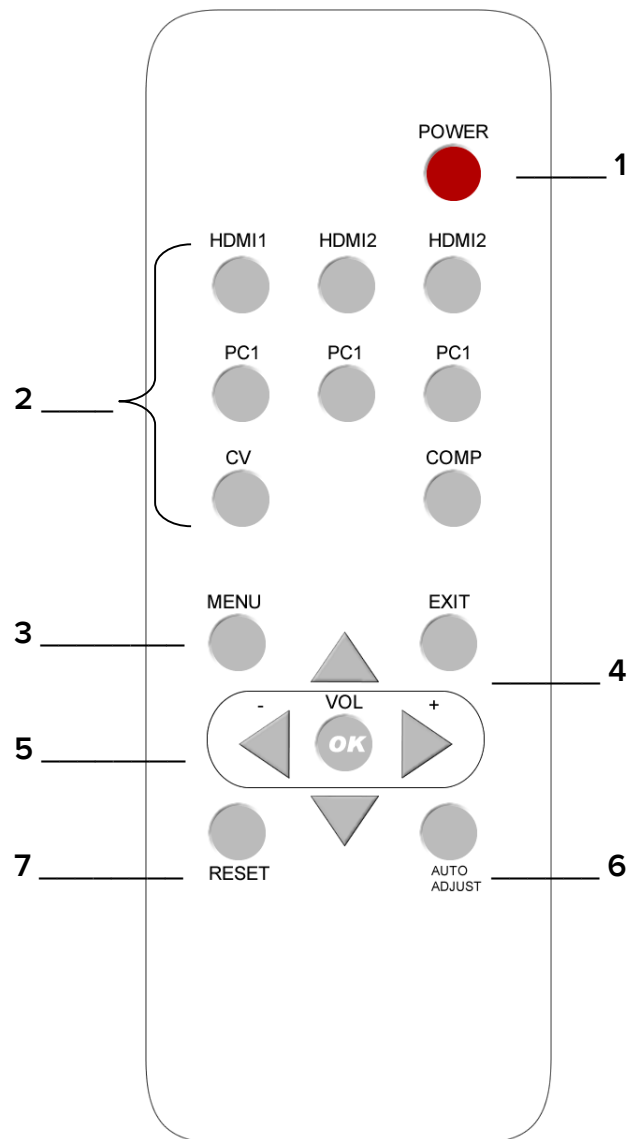 POWER
1
HDMI1 HDMI2 HDMI2
PC1 PC1 PC1
2
CV COMP
MENU EXIT
3
4
- VOL +
OK
5
7 RESET AUTO ADJUST 6